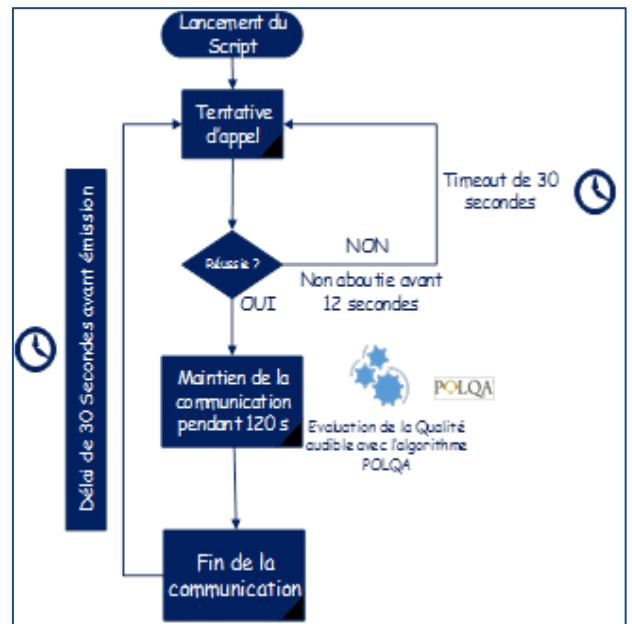 Lancement du
Script
Tentative
d'appel
Timeout de 30
secondes
Délai de 30 Secondes avant émission
Réussie ?
NON
Non aboutie avant
12 secondes
OUI
Maintien de la
communication
pendant 120 s
POLQA
Evaluation de la Qualité
audible avec l'algorithme
POLQA
Fin de la
communication